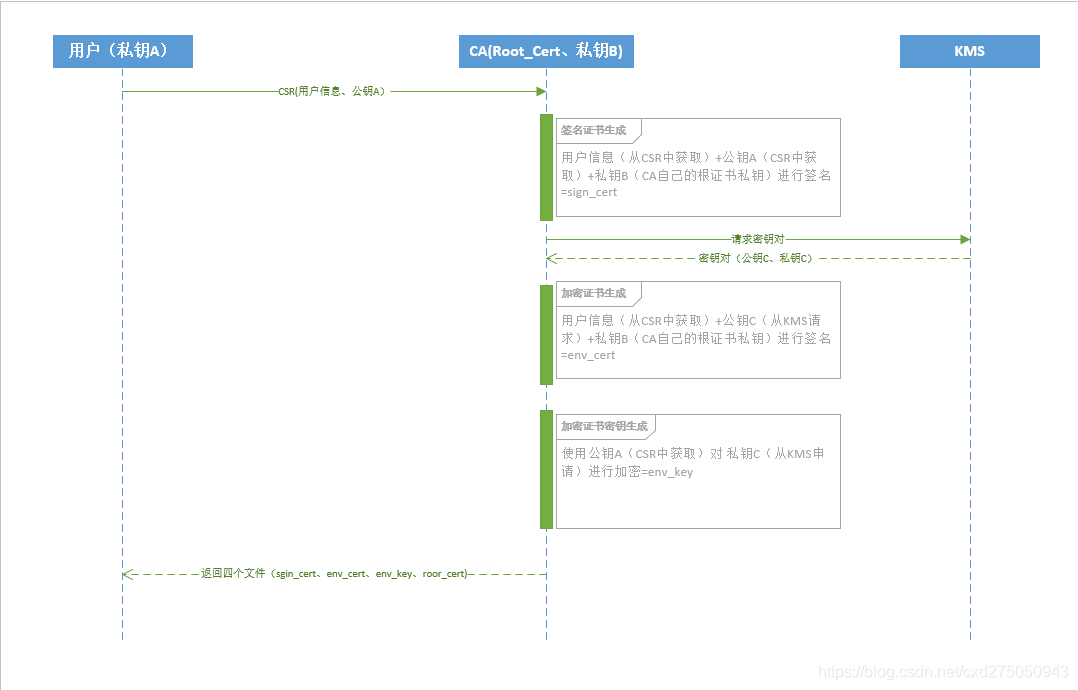 用户（私钥A）
CA(Root_Cert、私钥B)
KMS
CSR(用户信息、公钥A）
签名证书生成
用户信息（从CSR中获取）+公钥A（CSR中获
取）+私钥B（CA自己的根证书私钥）进行签名
=sign_cert
请求密钥对
密钥对（公钥C、私钥C）
加密证书生成
用户信息（从CSR中获取）+公钥C（从KMS请
求）+私钥B（CA自己的根证书私钥）进行签名
=env_cert
加密证书密钥生成
使用公钥A（CSR中获取）对 私钥C（从KMS申
请）进行加密=env_key
返回四个文件（sgin_cert、env_cert、env_key、roor_cert)
https://blog.csdn.net/cxd275050943